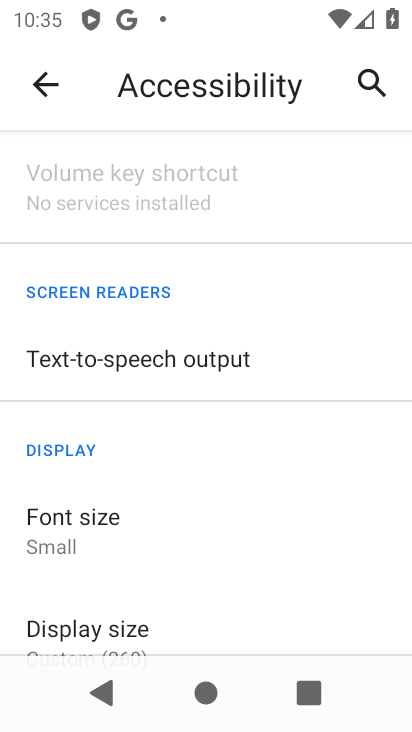 10:35
Accessibility
Volume key shortcut
No services installed
SCREEN READERS
Text-to-speech output
DISPLAY
Font size
Small
Display size
Custom (260)